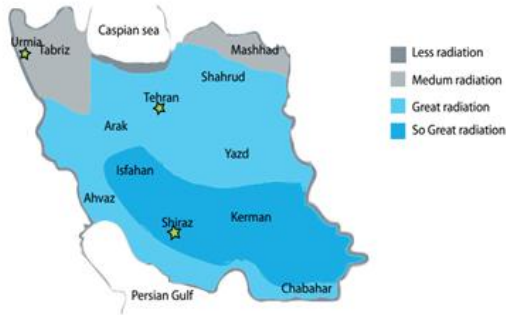 Caspian sea
Urmia
Tabriz
Mashhad
Shahrud
Tehran
Arak
Yazd
Isfahan
Ahvaz
Kerman
Shiraz
Chabahar
Persian Gulf
Less radiation
Medum radiation
Great radiation
So Great radiation